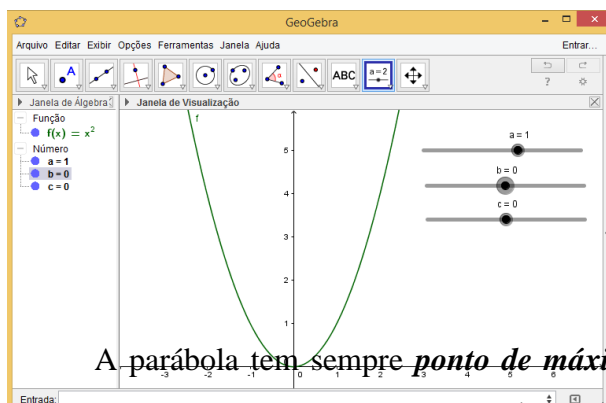 GeoGebra
Arquivo Editar Exibir Opções Ferramentas Janela Ajuda Entrar...
A ABC a=2 ?
Janela de Álgebra Janela de Visualização
Função
f(x) = x²
Número
a = 1
b = 0
c = 0
f
a = 1
b = 0
c = 0
5
4
3
2
1
A parábola tem sempre ponto de máxi
-3 -2 -1 0 1 2 3 4 5 6
Entrada: